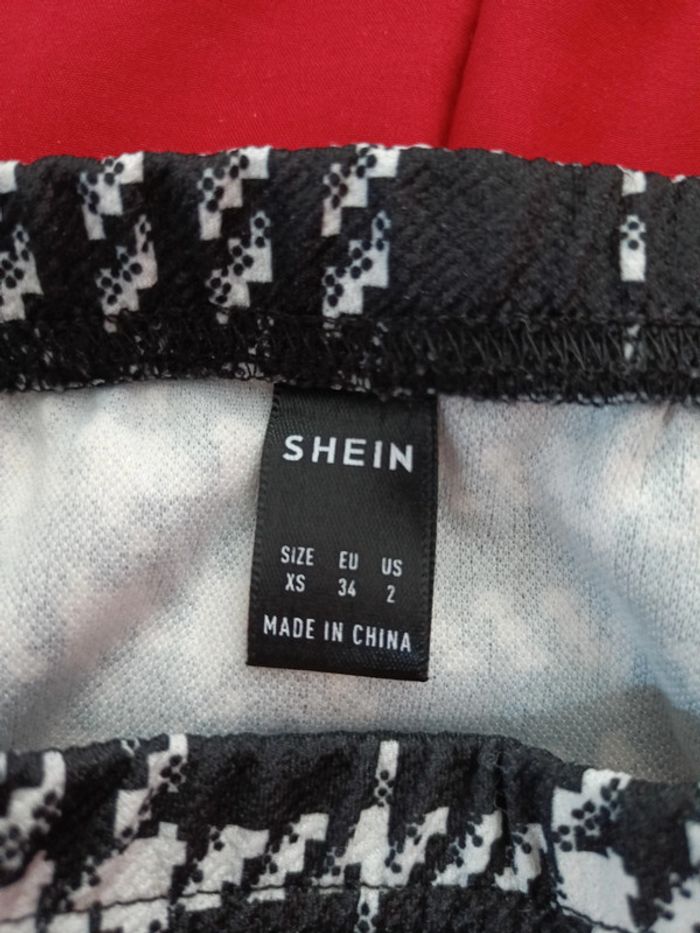 SHEIN
SIZE EU US
XS 34 2
MADE IN CHINA